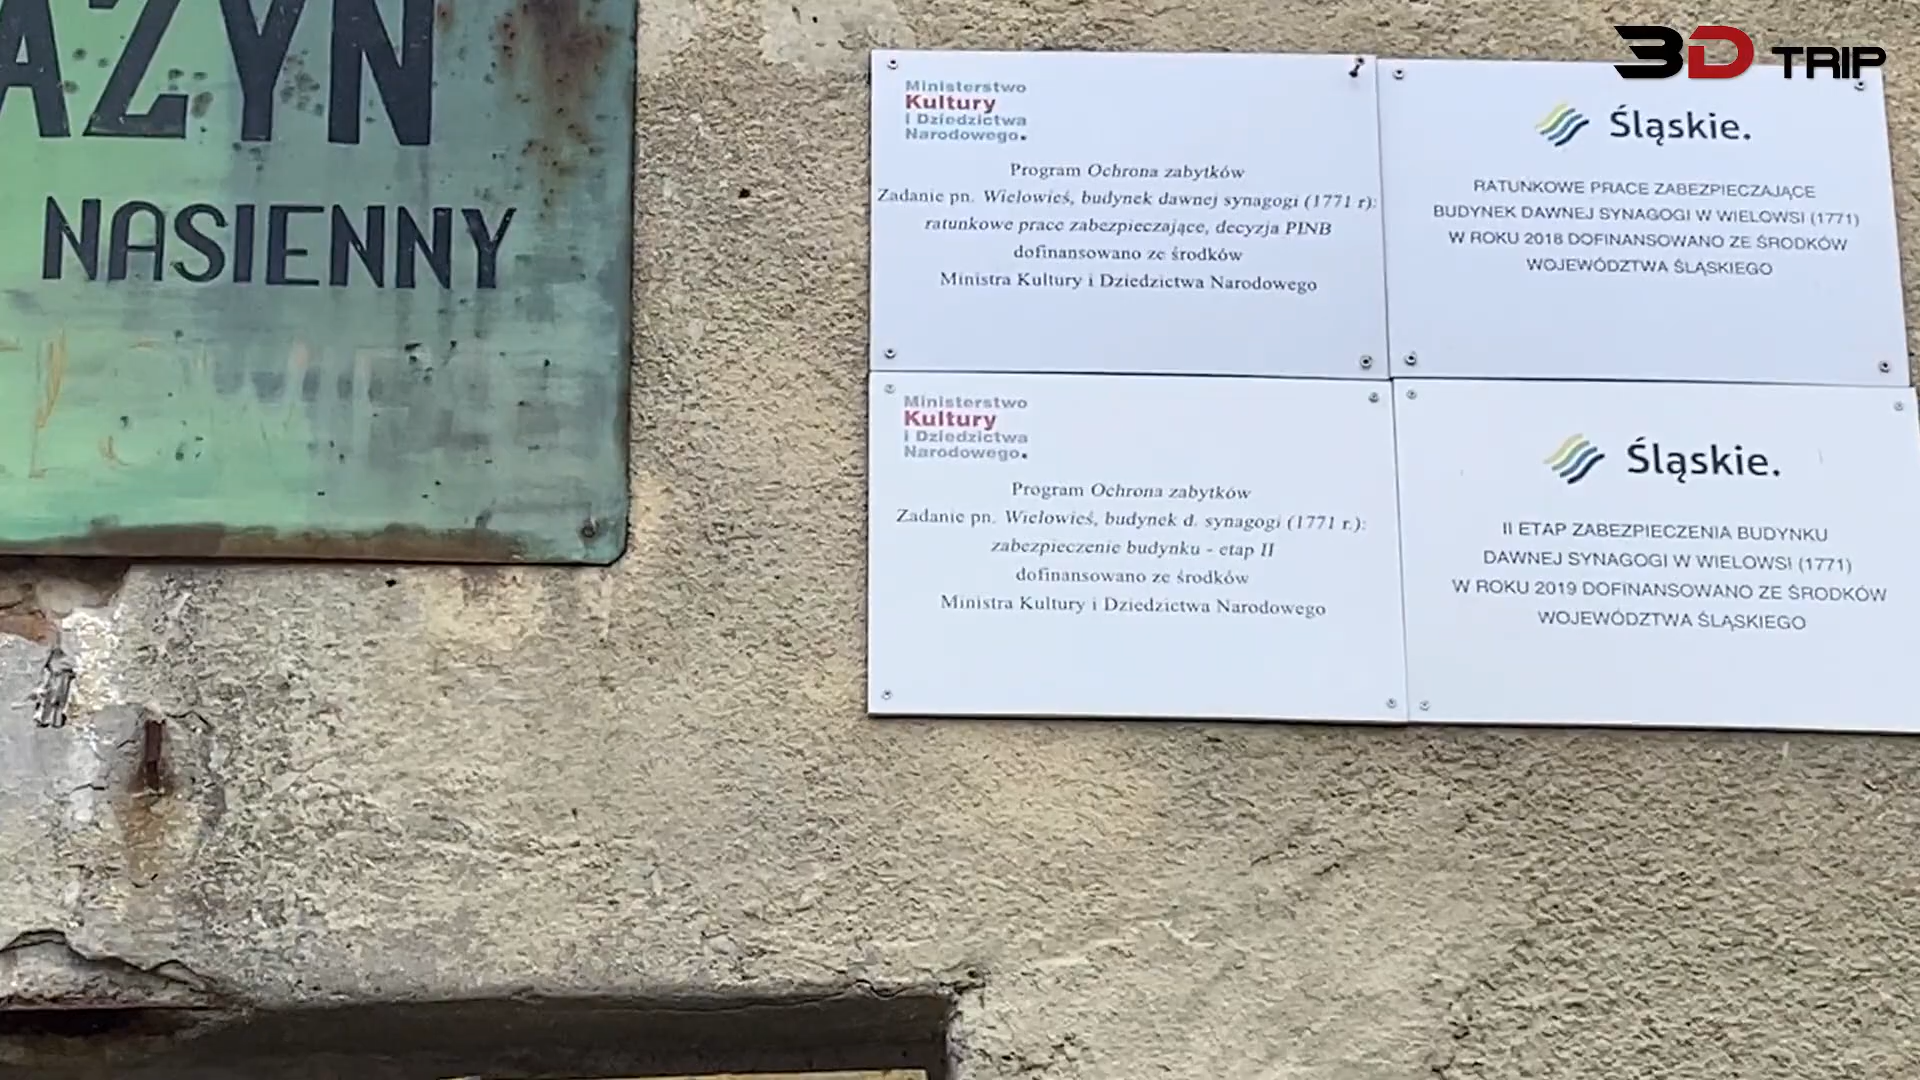 AZYN
NASIENNY
Ministerstwo
Kultury
i Dziedzictwa
Narodowego.
Program Ochrona zabytków
Zadanie pn. Wielowieś, budynek dawnej synagogi (1771 r):
ratunkowe prace zabezpieczające, decyzja PINB
dofinansowano ze środków
Ministra Kultury i Dziedzictwa Narodowego
3D TRIP
Śląskie.
RATUNKOWE PRACE ZABEZPIECZAJĄCE
BUDYNEK DAWNEJ SYNAGOGI W WIELOWSI (1771)
W ROKU 2018 DOFINANSOWANO ZE ŚRODKÓW
WOJEWÓDZTWA ŚLĄSKIEGO
Ministerstwo
Kultury
i Dziedzictwa
Narodowego.
Program Ochrona zabytków
Zadanie pn. Wielowieś, budynek d. synagogi (1771 r.):
zabezpieczenie budynku - etap II
dofinansowano ze środków
Ministra Kultury i Dziedzictwa Narodowego
Śląskie.
II ETAP ZABEZPIECZENIA BUDYNKU
DAWNEJ SYNAGOGI W WIELOWSI (1771)
W ROKU 2019 DOFINANSOWANO ZE ŚRODKÓW
WOJEWÓDZTWA ŚLĄSKIEGO